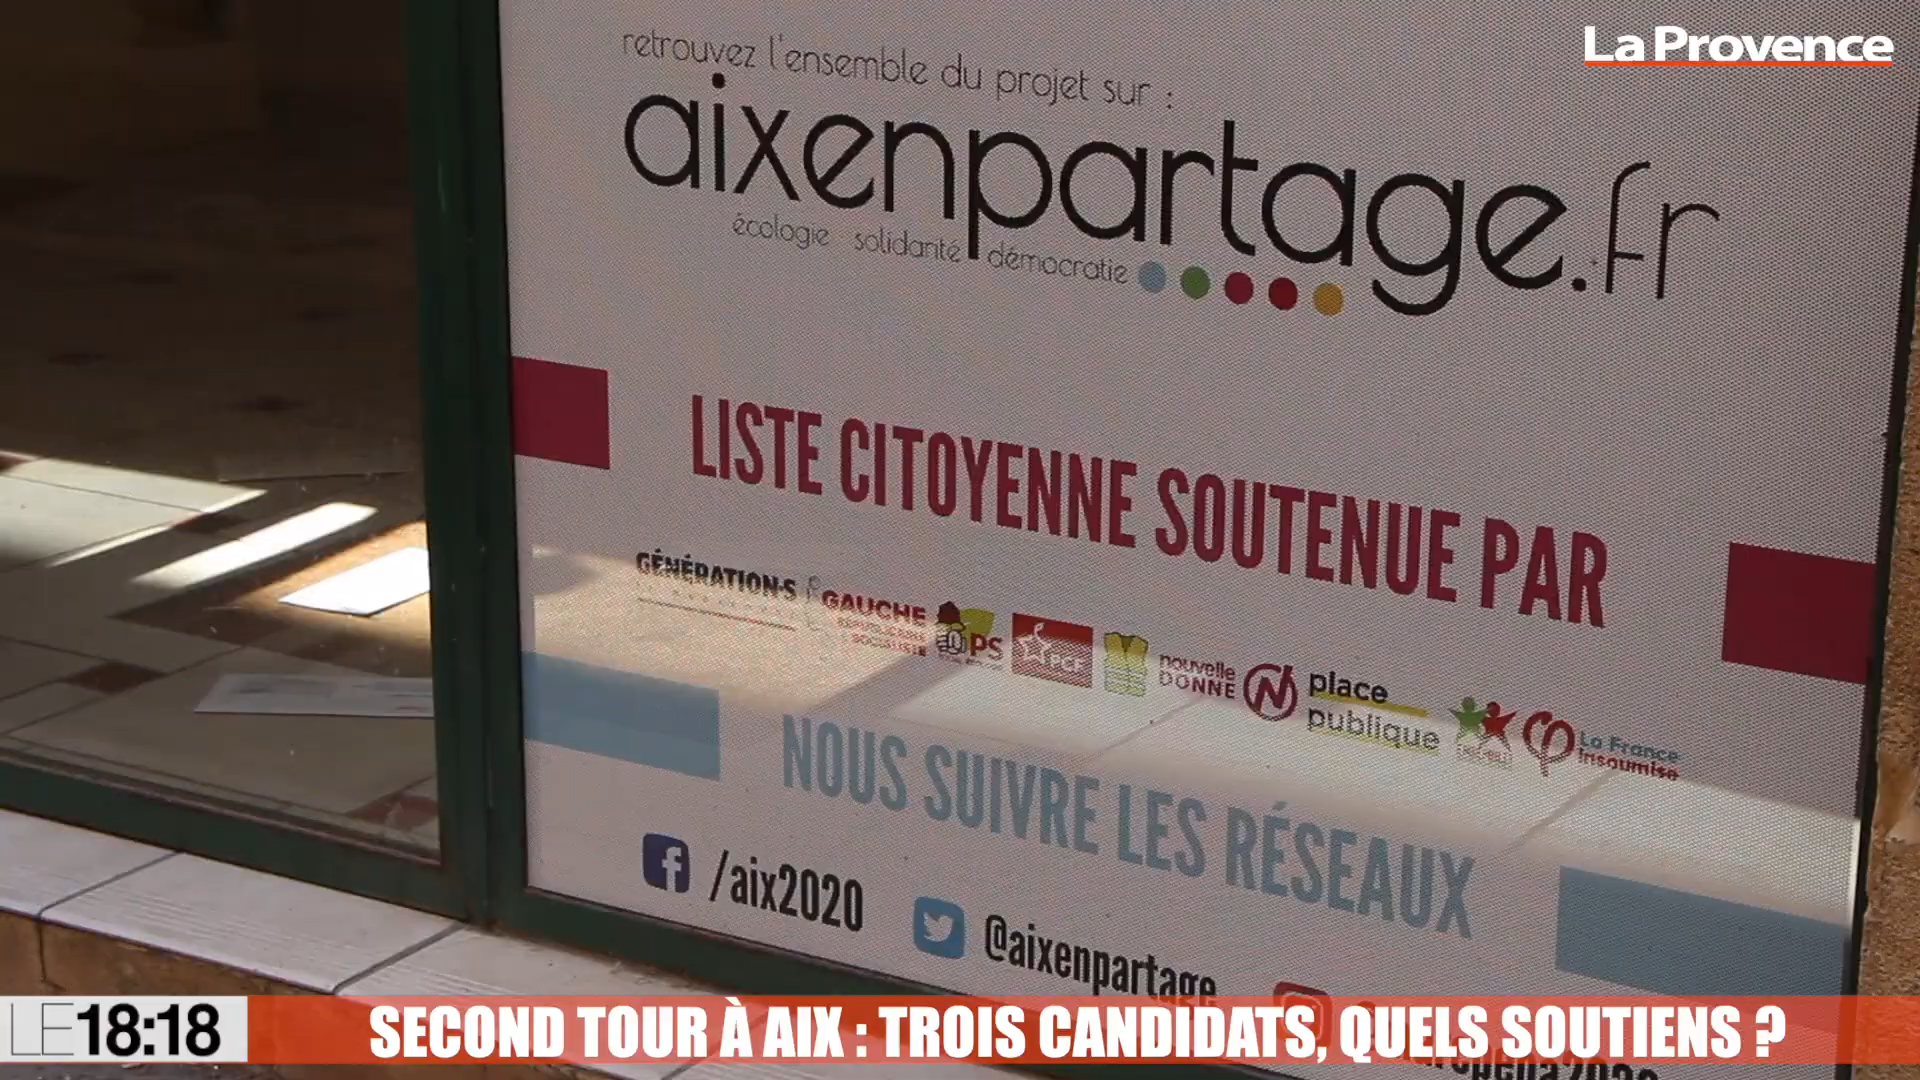 La Provence
retrouvez l'ensemble du projet sur :
aixenpartage.fr
écologie solidarité démocratie
LISTE CITOYENNE SOUTENUE PAR
GÉNÉRATION·S
GAUCHE
RÉPUBLICAINE
SOCIALISTE
PS
PCF
nouvelle
DONNE
place
publique
La France
insoumise
NOUS SUIVRE LES RÉSEAUX
/aix2020
@aixenpartage
LE 18:18
SECOND TOUR À AIX : TROIS CANDIDATS, QUELS SOUTIENS ?